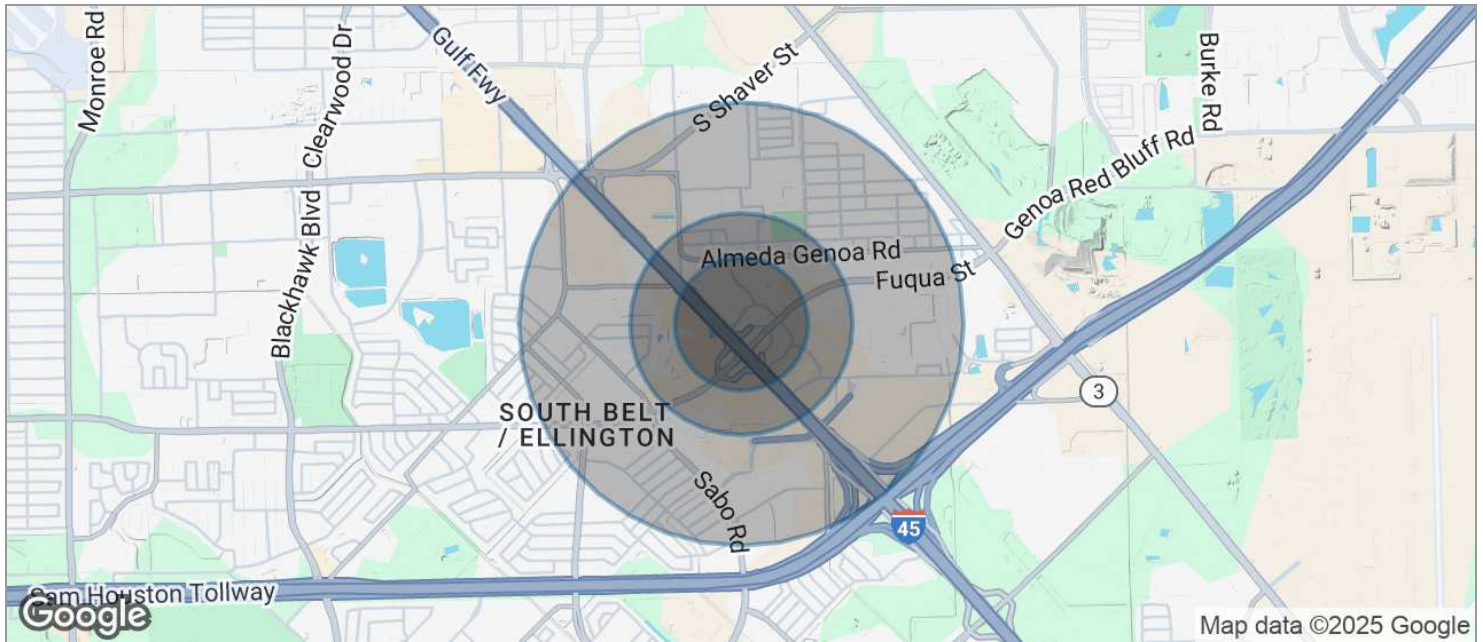 Monroe Rd
Blackhawk Blvd
Clearwood Dr
Gulf Fwy
S Shaver St
Burke Rd
Genoa Red Bluff Rd
Almeda Genoa Rd
Fuqua St
3
SOUTH BELT
/ ELLINGTON
Sabo Rd
45
Sam Houston Tollway
Google
Map data ©2025 Google